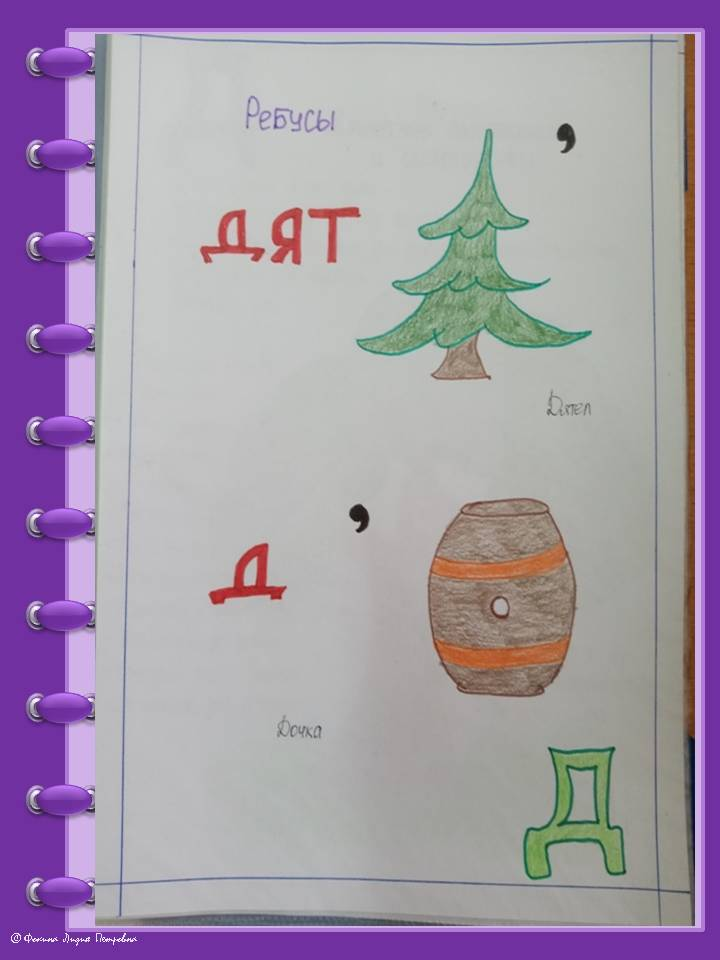 Ребусы
,
ДЯТ
Дятел
,
Д
Дочка
Д
@ Фокина Лидия Петровна